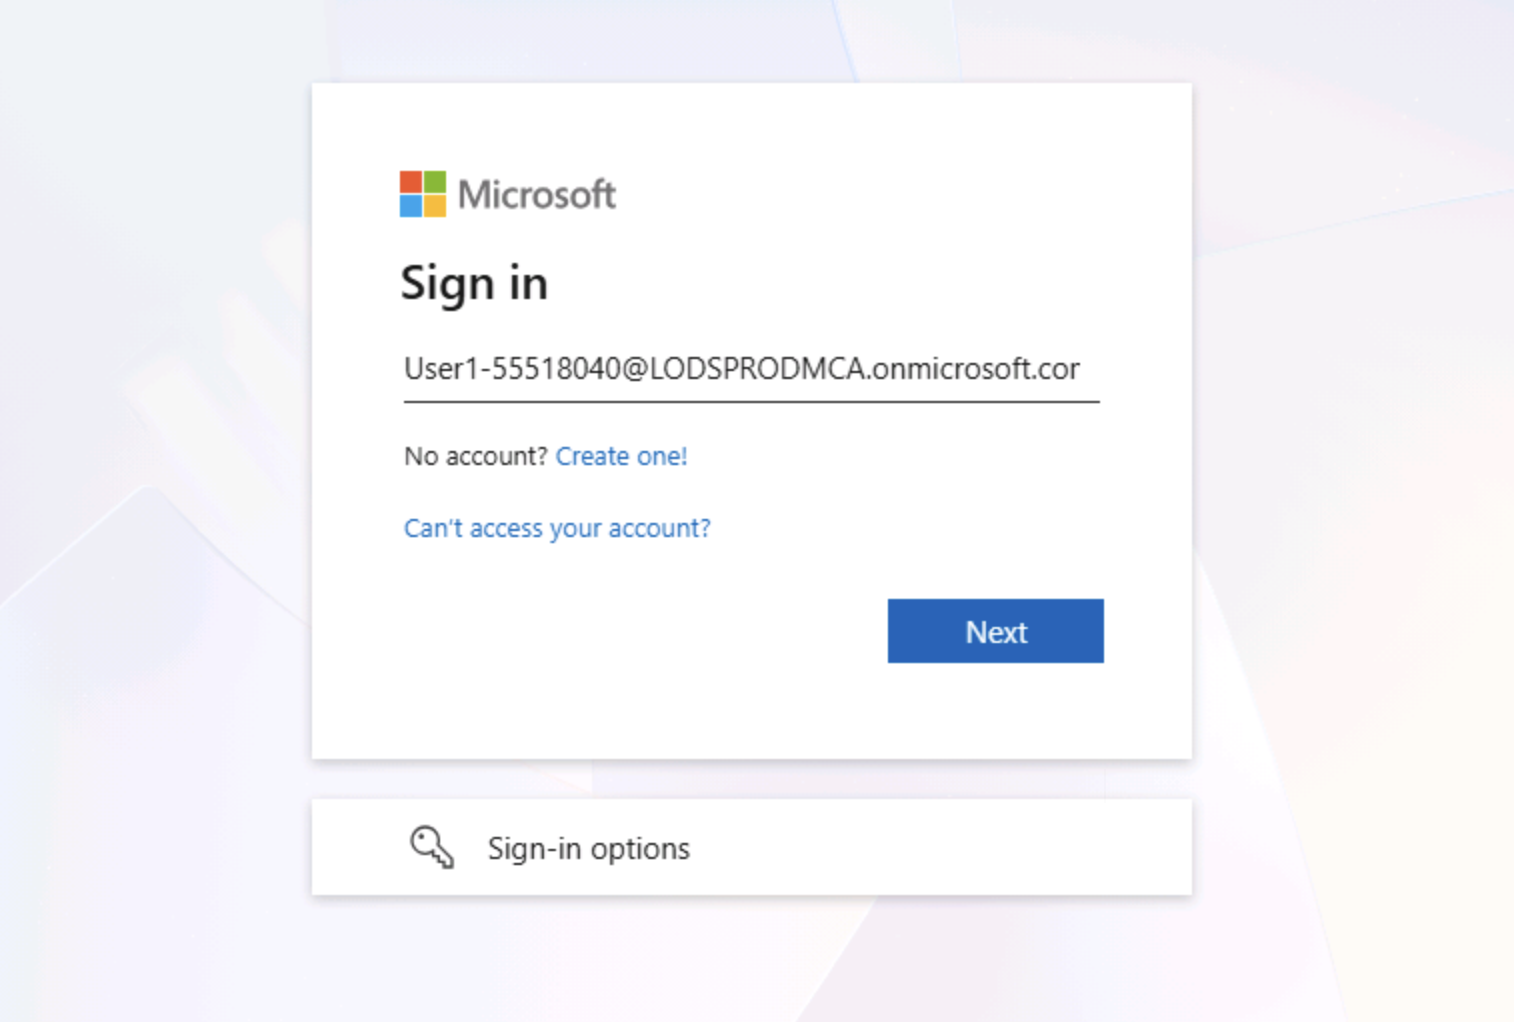 Microsoft
Sign in
User1-55518040@LODSPRODMCA.onmicrosoft.cor
No account? Create one!
Can't access your account?
Next
Sign-in options